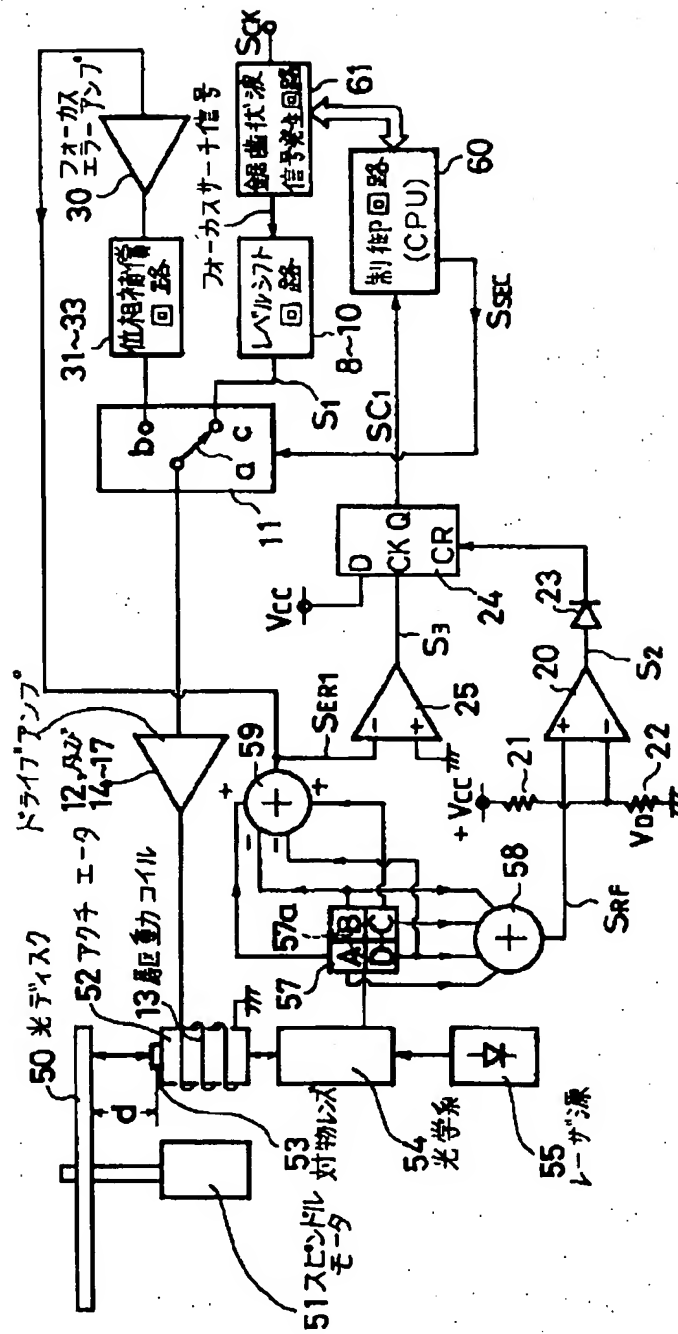 50 光ディスク
d
51 スピンドル
モータ
52 アクチエータ
13 駆動コイル
53
対物レンズ
54
光学系
55
レーザ源
ドライブアンプ
12、及び
14~17
57
57a
A B
D C
58
59
+
+
-
-
SER1
SRF
+VCC
21
22
VD
+
-
20
S2
23
-
+
25
S3
VCC
D
CK Q
CR
24
SC1
11
a
b
c
S1
31~33
位相補償
回路
30 フォーカス
エラーアンプ
フォーカスサーチ信号
レベルシフト
回路
8~10
鋸歯状波
信号発生回路
61
SCK
制御回路
(CPU)
60
SSEC